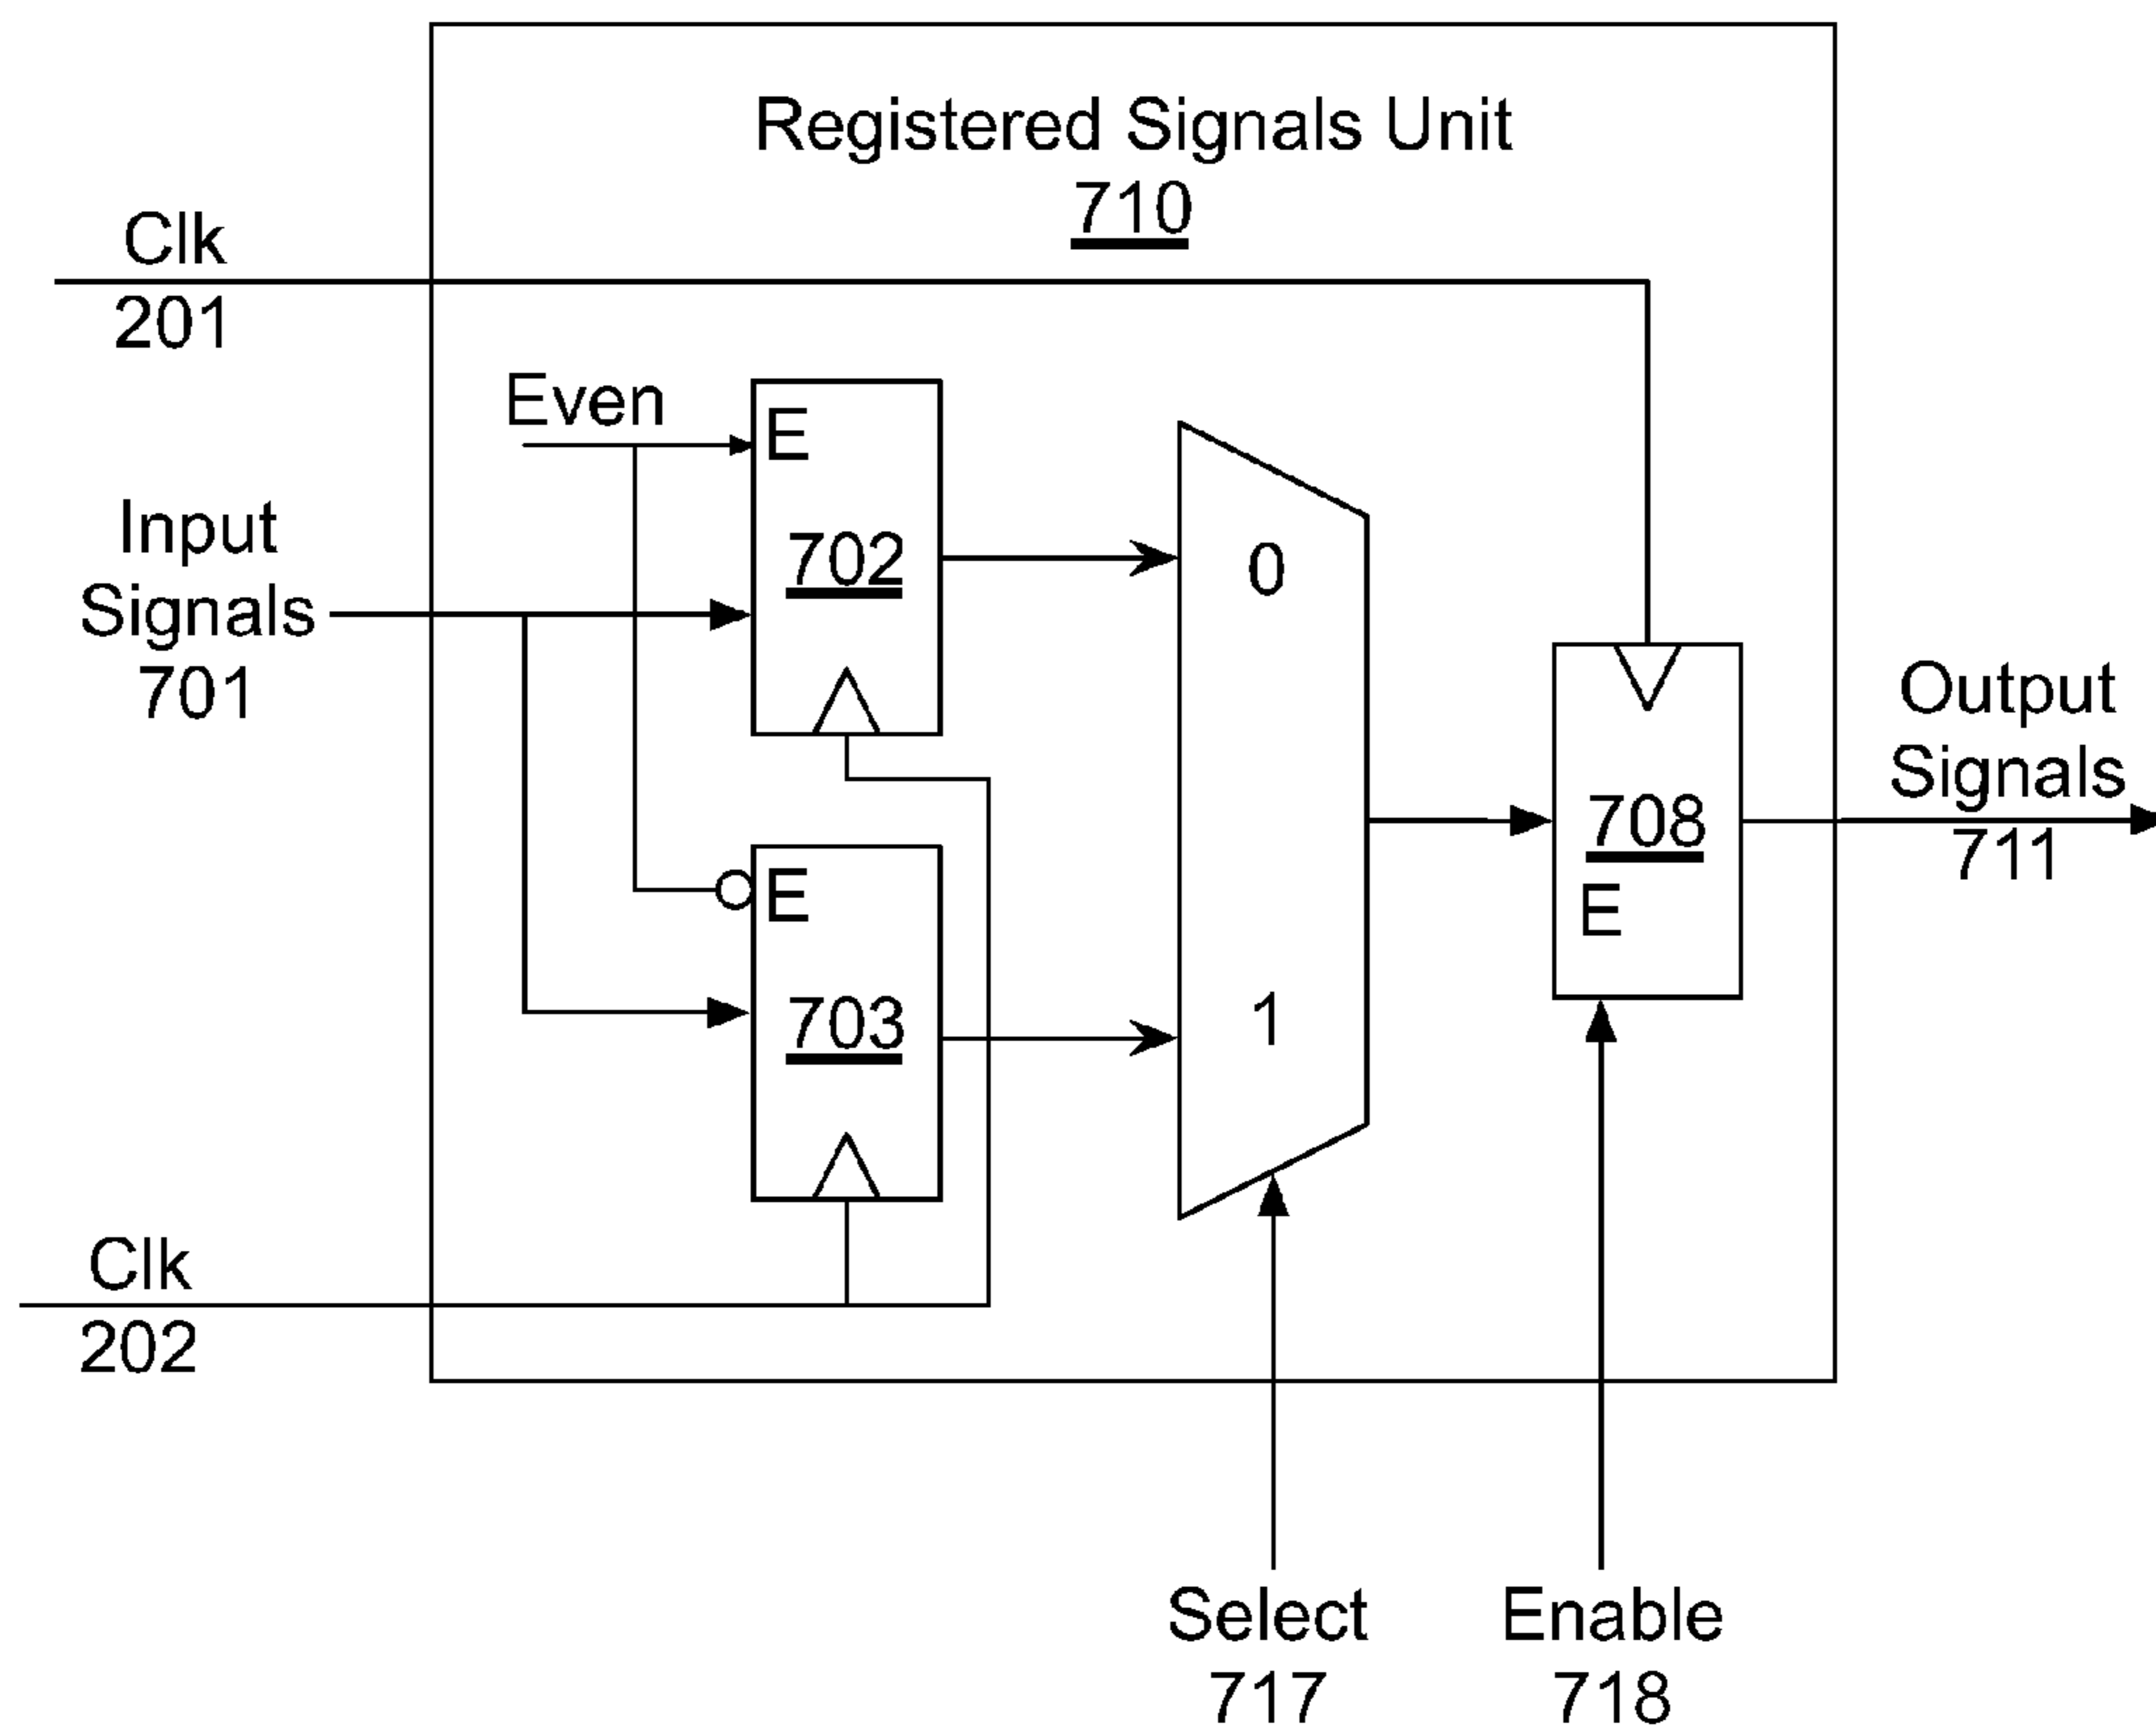 Registered Signals Unit
710
Clk
201
Even
E
Input
Signals
701
702
0
Output
Signals
711
708
E
E
703
1
Clk
202
Select
717
Enable
718